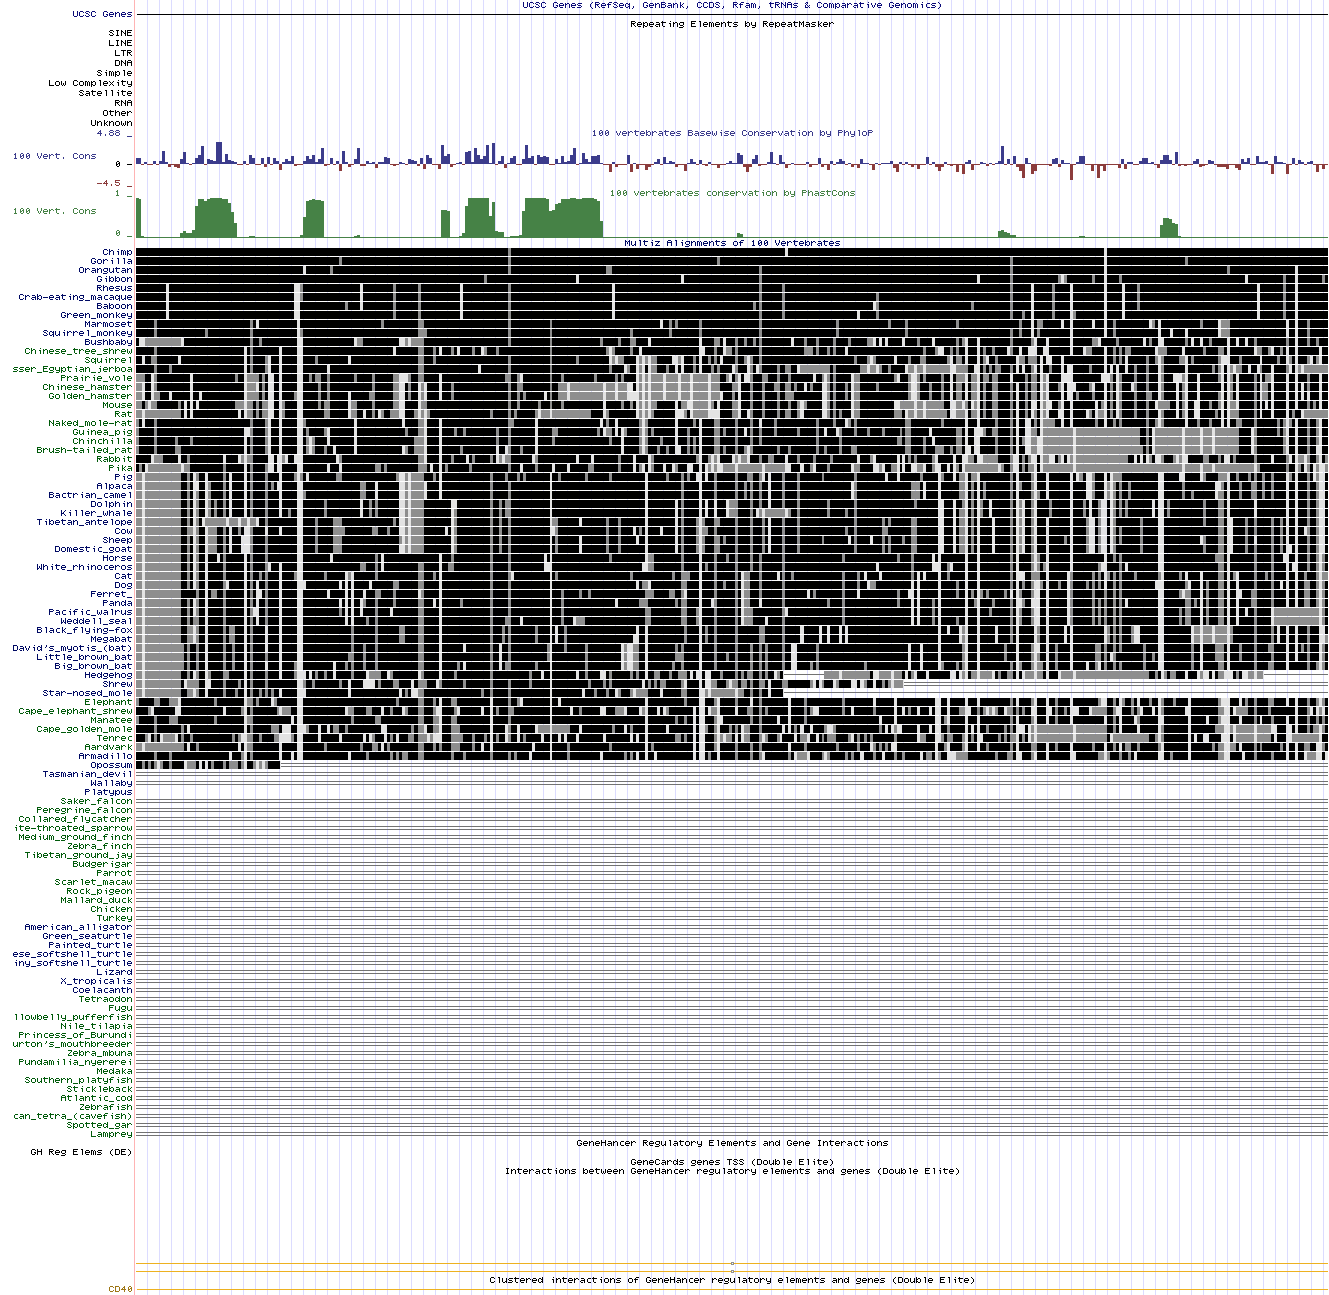 UCSC Genes (RefSeq, GenBank, CCDS, Rfam, tRNAs & Comparative Genomics)
UCSC Genes
Repeating Elements by RepeatMasker
SINE
LINE
LTR
DNA
Simple
Low Complexity
Satellite
RNA
Other
Unknown
4.88 _
100 vertebrates Basewise Conservation by PhyloP
100 Vert. Cons
0 _
-4.5 _
100 vertebrates conservation by PhastCons
1 _
100 Vert. Cons
0 _
Multiz Alignments of 100 Vertebrates
Chimp
Gorilla
Orangutan
Gibbon
Rhesus
Crab-eating_macaque
Baboon
Green_monkey
Marmoset
Squirrel_monkey
Bushbaby
Chinese_tree_shrew
Squirrel
sser_Egyptian_jerboa
Prairie_vole
Chinese_hamster
Golden_hamster
Mouse
Rat
Naked_mole-rat
Guinea_pig
Chinchilla
Brush-tailed_rat
Rabbit
Pika
Pig
Alpaca
Bactrian_camel
Dolphin
Killer_whale
Tibetan_antelope
Cow
Sheep
Domestic_goat
Horse
White_rhinoceros
Cat
Dog
Ferret_
Panda
Pacific_walrus
Weddell_seal
Black_flying-fox
Megabat
David's_myotis_(bat)
Little_brown_bat
Big_brown_bat
Hedgehog
Shrew
Star-nosed_mole
Elephant
Cape_elephant_shrew
Manatee
Cape_golden_mole
Tenrec
Aardvark
Armadillo
Opossum
Tasmanian_devil
Wallaby
Platypus
Saker_falcon
Peregrine_falcon
Collared_flycatcher
ite-throated_sparrow
Medium_ground_finch
Zebra_finch
Tibetan_ground_jay
Budgerigar
Parrot
Scarlet_macaw
Rock_pigeon
Mallard_duck
Chicken
Turkey
American_alligator
Green_seaturtle
Painted_turtle
ese_softshell_turtle
iny_softshell_turtle
Lizard
X_tropicalis
Coelacanth
Tetraodon
Fugu
llowbelly_pufferfish
Nile_tilapia
Princess_of_Burundi
urton's_mouthbreeder
Zebra_mbuna
Pundamilia_nyererei
Medaka
Southern_platyfish
Stickleback
Atlantic_cod
Zebrafish
can_tetra_(cavefish)
Spotted_gar
Lamprey
GeneHancer Regulatory Elements and Gene Interactions
GH Reg Elems (DE)
GeneCards genes TSS (Double Elite)
Interactions between GeneHancer regulatory elements and genes (Double Elite)
Clustered interactions of GeneHancer regulatory elements and genes (Double Elite)
CD40